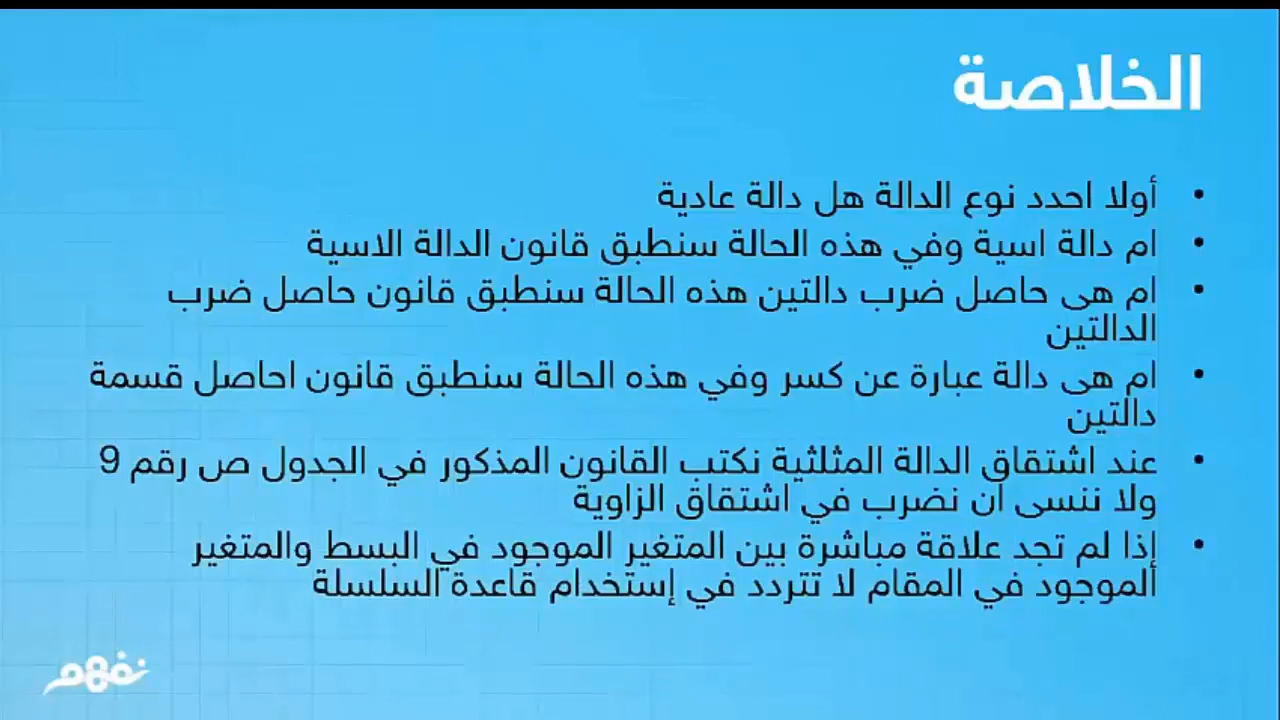 الخلاصة
• أولا احدد نوع الدالة هل دالة عادية
• ام دالة اسية وفي هذه الحالة سنطبق قانون الدالة الاسية
• ام هى حاصل ضرب دالتين هذه الحالة سنطبق قانون حاصل ضرب
الدالتين
• ام هى دالة عبارة عن كسر وفي هذه الحالة سنطبق قانون احاصل قسمة
دالتين
• عند اشتقاق الدالة المثلثية نكتب القانون المذكور في الجدول ص رقم 9
ولا ننسى ان نضرب في اشتقاق الزاوية
• إذا لم تجد علاقة مباشرة بين المتغير الموجود في البسط والمتغير
الموجود في المقام لا تتردد في إستخدام قاعدة السلسلة
نفهم